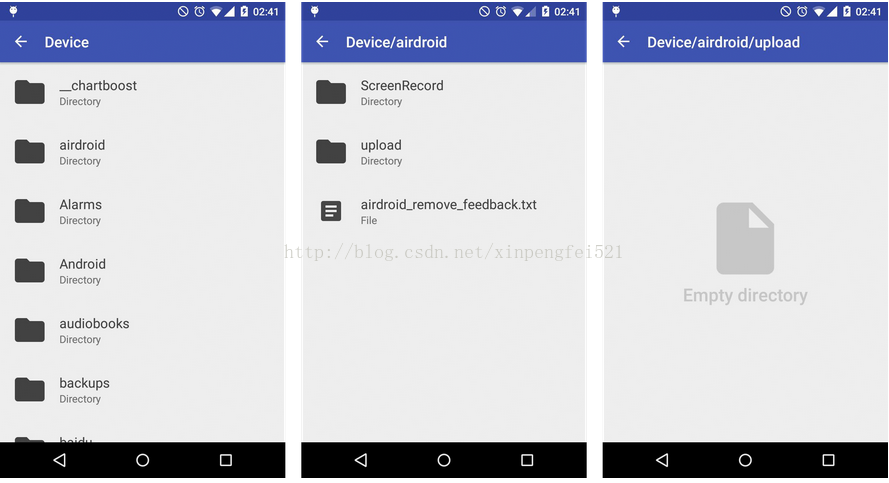 02:41
Device
__chartboost
Directory
airdroid
Directory
Alarms
Directory
Android
Directory
audiobooks
Directory
backups
Directory
baidu
02:41
Device/airdroid
ScreenRecord
Directory
upload
Directory
airdroid_remove_feedback.txt
File
02:41
Device/airdroid/upload
Empty directory
http://blog.csdn.net/xinpengfei521